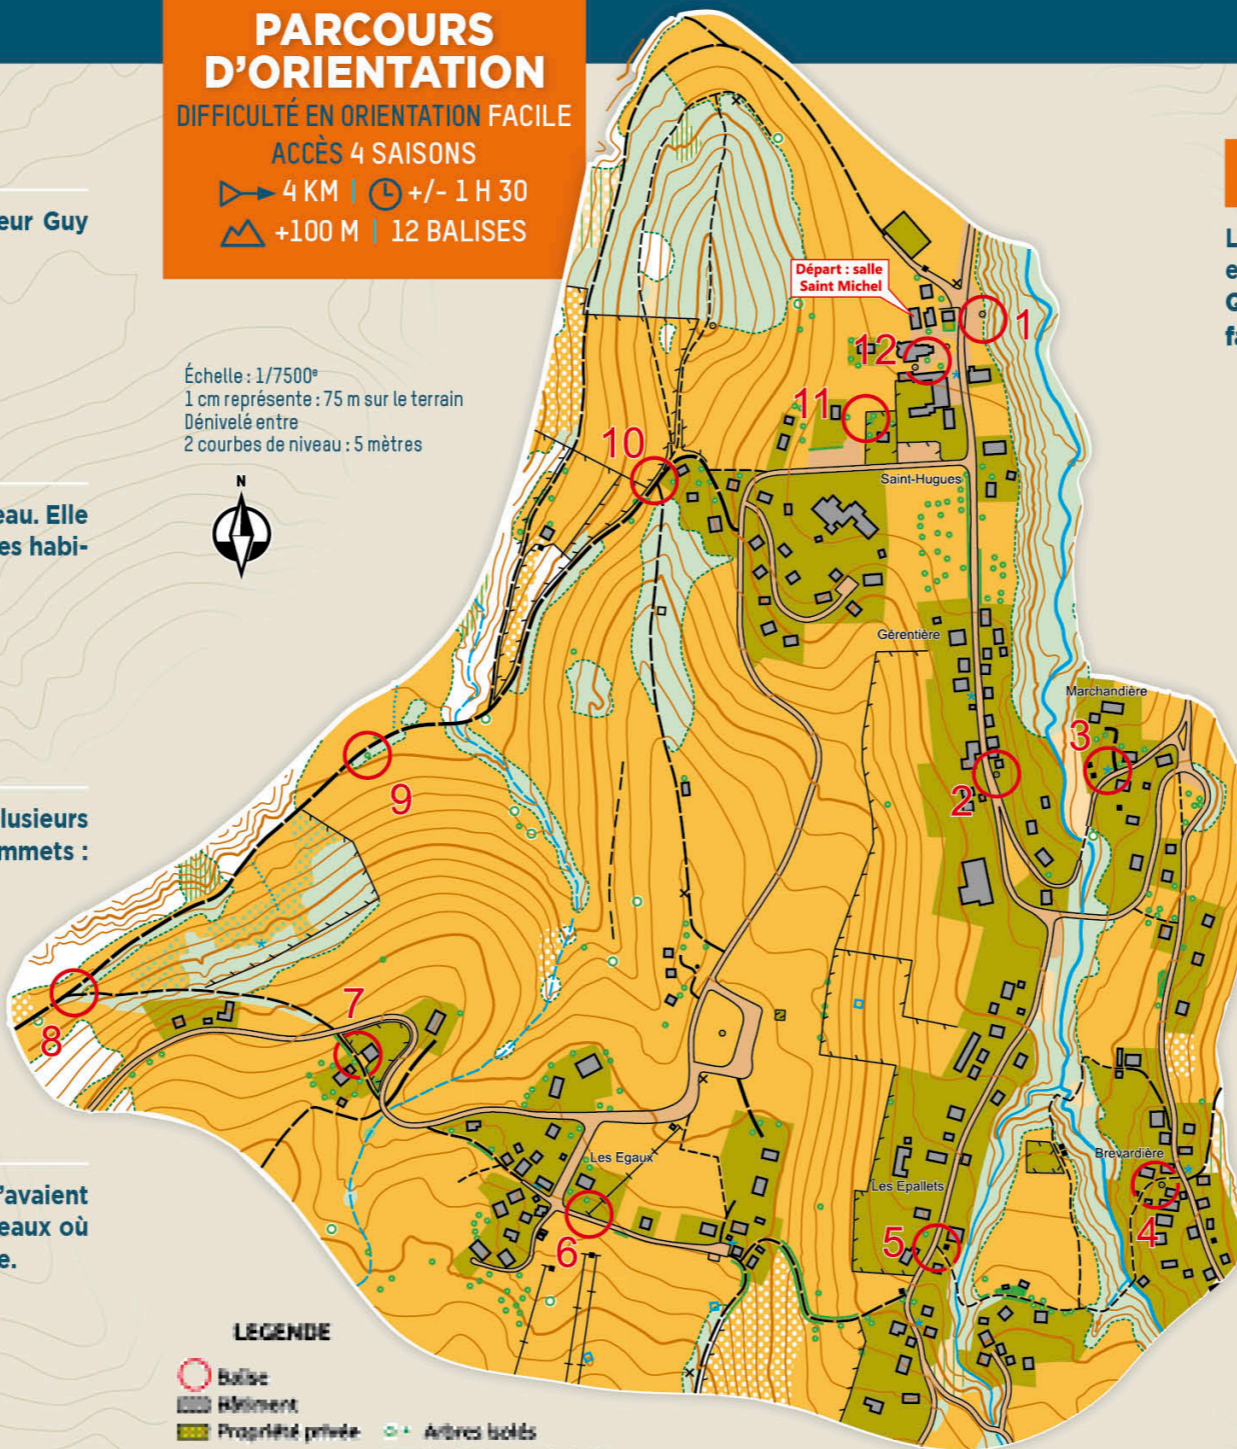 PARCOURS
D'ORIENTATION
DIFFICULTÉ EN ORIENTATION FACILE
ACCÈS 4 SAISONS
4 KM | +/- 1 H 30
+100 M | 12 BALISES
eur Guy
Échelle : 1/7500e
1 cm représente : 75 m sur le terrain
Dénivelé entre
2 courbes de niveau : 5 mètres
N
eau. Elle
es habi-
lusieurs
mmets :
'avaient
eaux où
e.
L
e
Q
fa
Départ : salle
Saint Michel
1
12
11
10
Saint-Hugues
Gérentière
Marchandière
3
2
9
8
7
Les Egaux
6
Les Epallets
5
Brevardière
4
LEGENDE
Balise
Bâtiment
Propriété privée
Arbres isolés